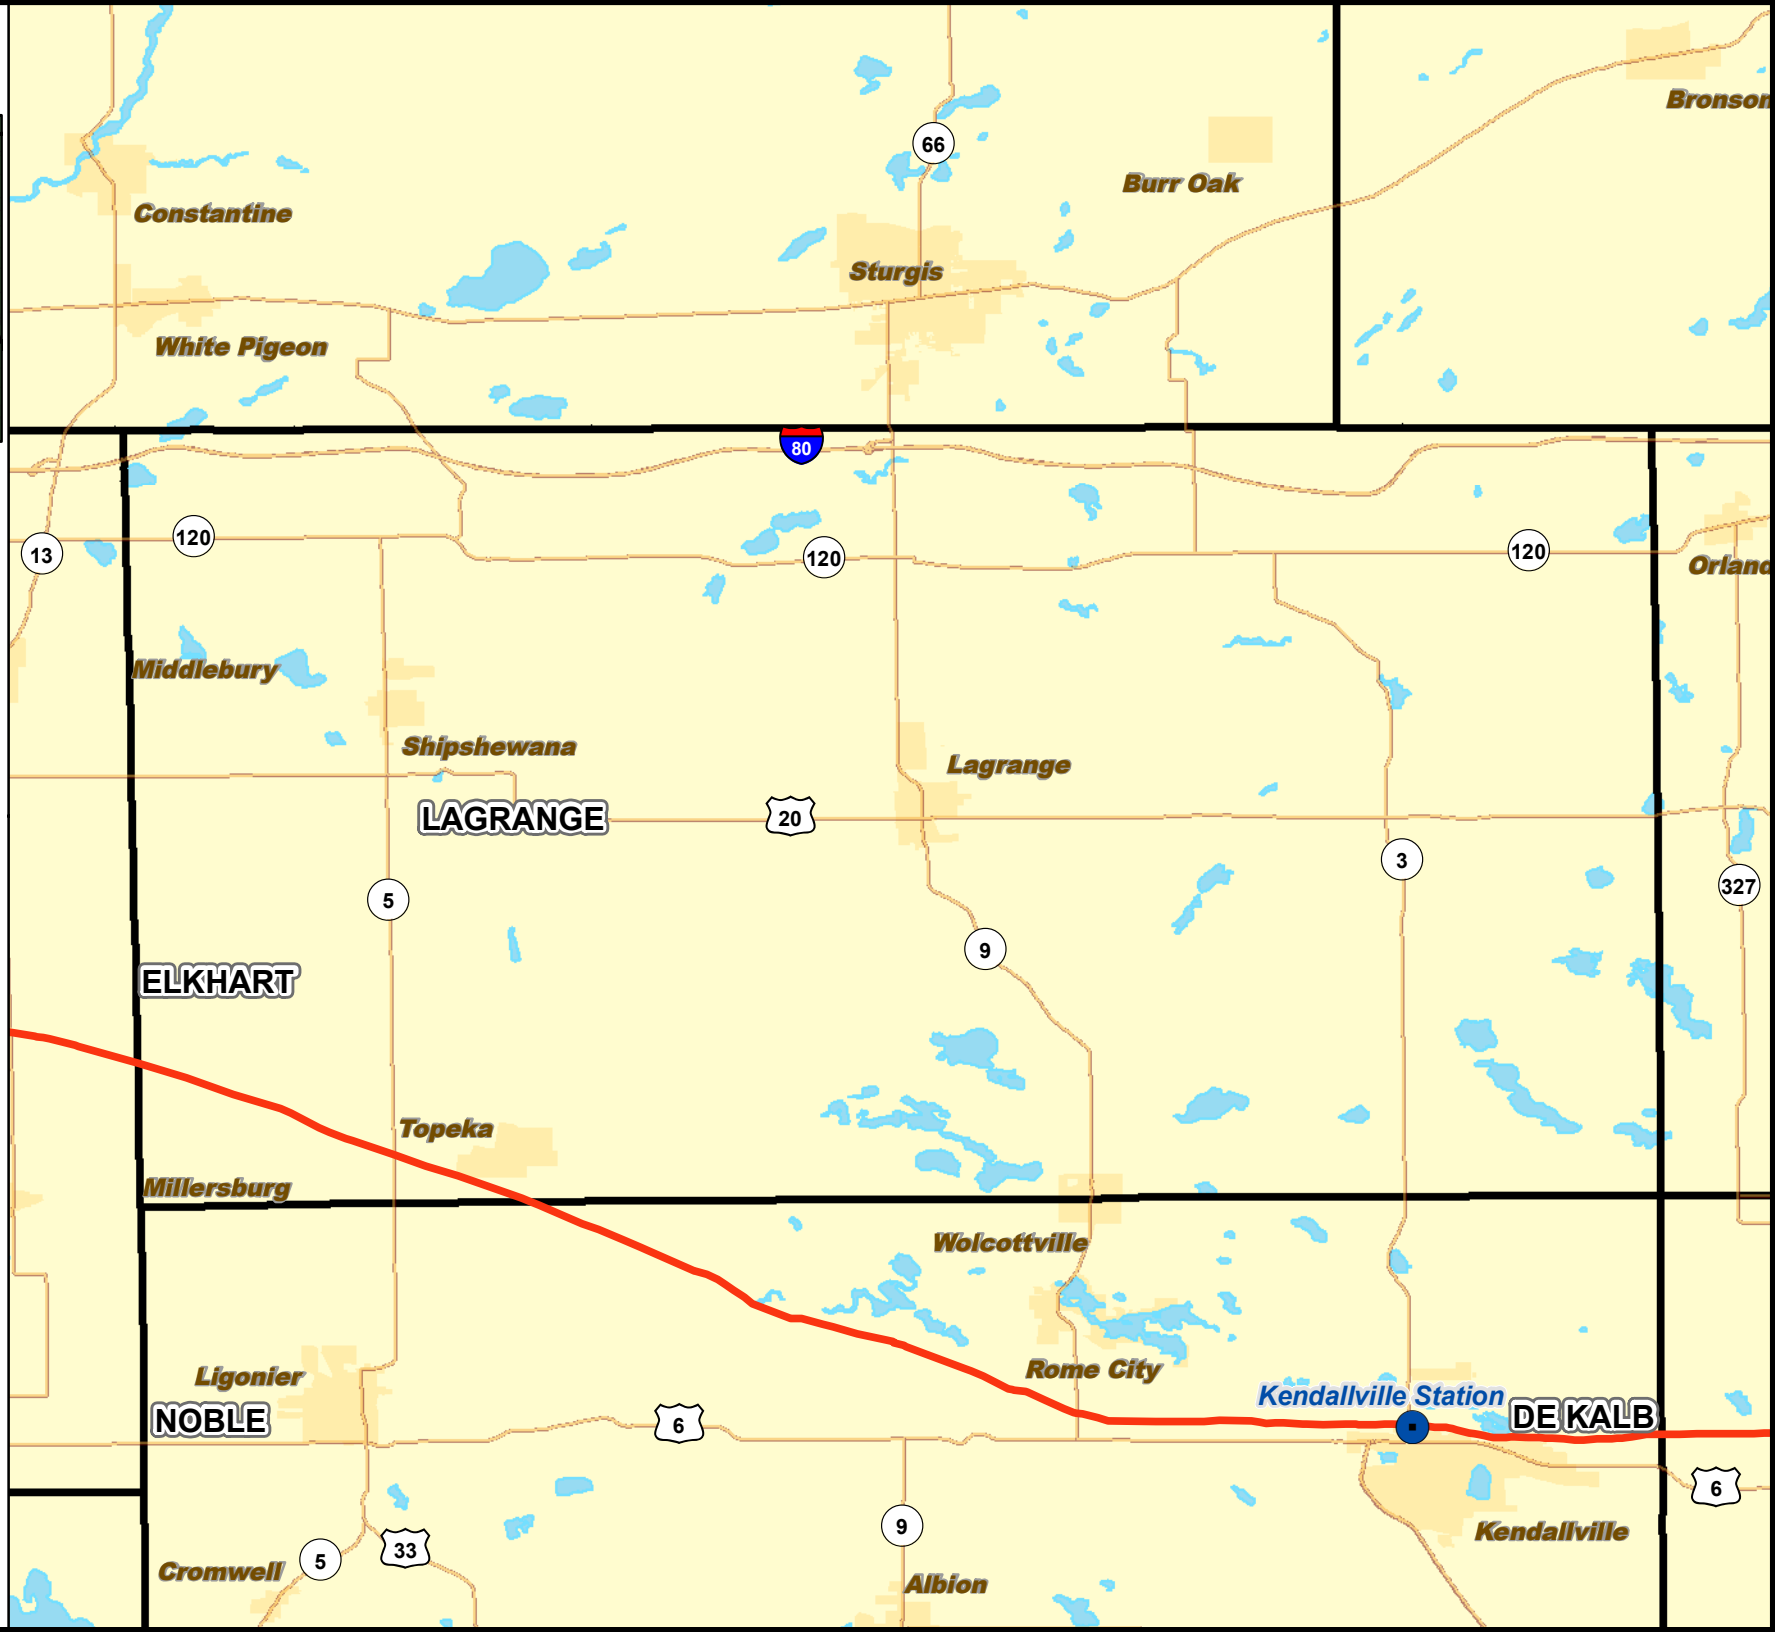 Bronson
66
Burr Oak
Constantine
Sturgis
White Pigeon
80
120
13
120
120
Orland
Middlebury
Shipshewana
Lagrange
LAGRANGE
20
3
327
5
9
ELKHART
Topeka
Millersburg
Wolcottville
Rome City
Ligonier
Kendallville Station
NOBLE
DE KALB
6
6
9
Kendallville
33
5
Cromwell
Albion